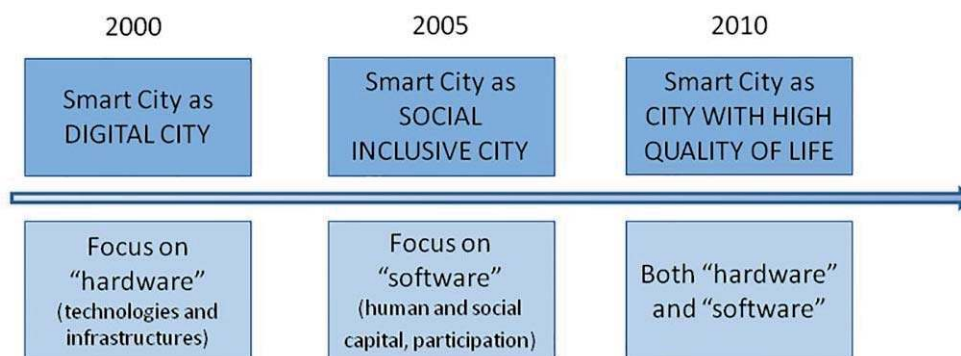 2000
2005
2010
Smart City as
DIGITAL CITY
Smart City as
SOCIAL
INCLUSIVE CITY
Smart City as
CITY WITH HIGH
QUALITY OF LIFE
Focus on
“hardware”
(technologies and
infrastructures)
Focus on
“software”
(human and social
capital, participation)
Both “hardware”
and “software”